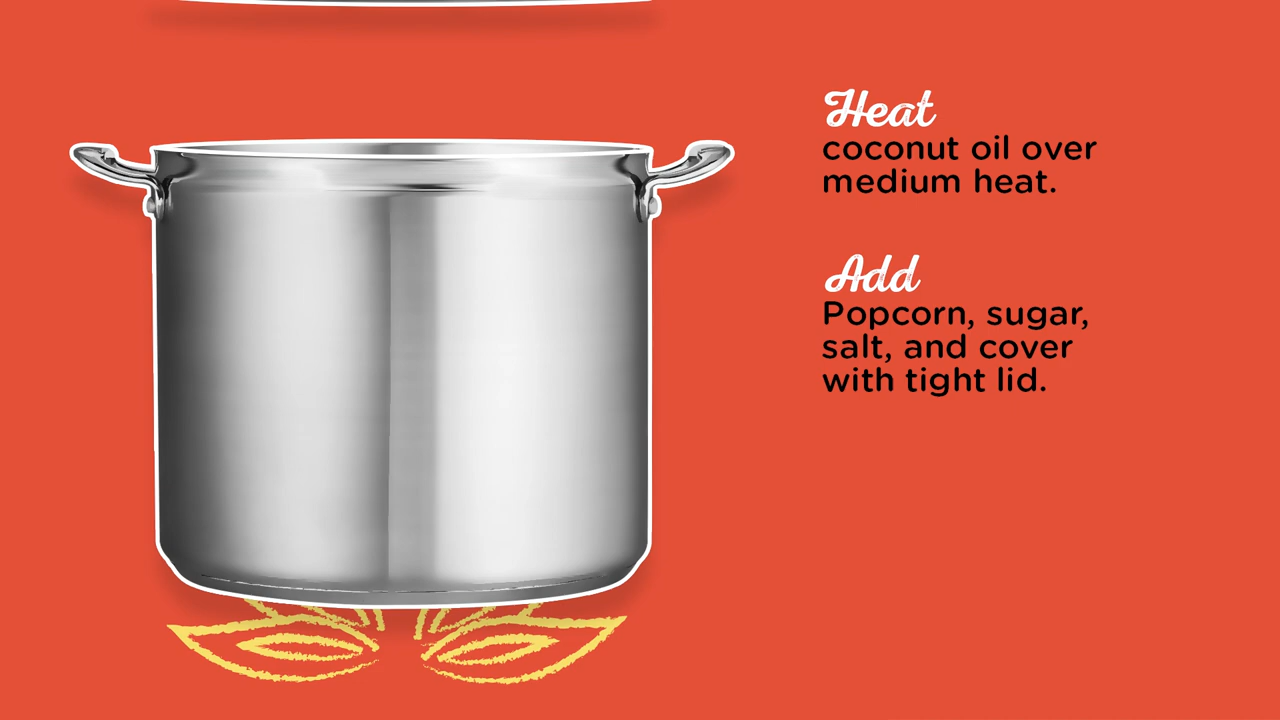 Heat
coconut oil over
medium heat.
Add
Popcorn, sugar,
salt, and cover
with tight lid.